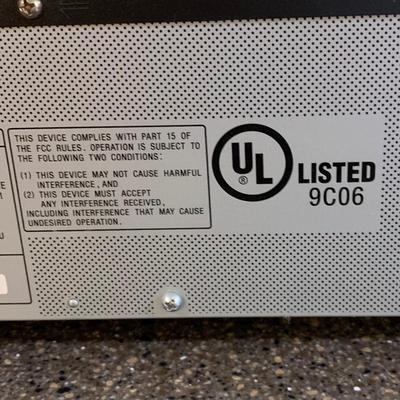 THIS DEVICE COMPLIES WITH PART 15 OF
THE FCC RULES. OPERATION IS SUBJECT TO
THE FOLLOWING TWO CONDITIONS:
(1) THIS DEVICE MAY NOT CAUSE HARMFUL
INTERFERENCE, AND
(2) THIS DEVICE MUST ACCEPT
ANY INTERFERENCE RECEIVED,
INCLUDING INTERFERENCE THAT MAY CAUSE
UNDESIRED OPERATION.
UL ®
LISTED
9C06